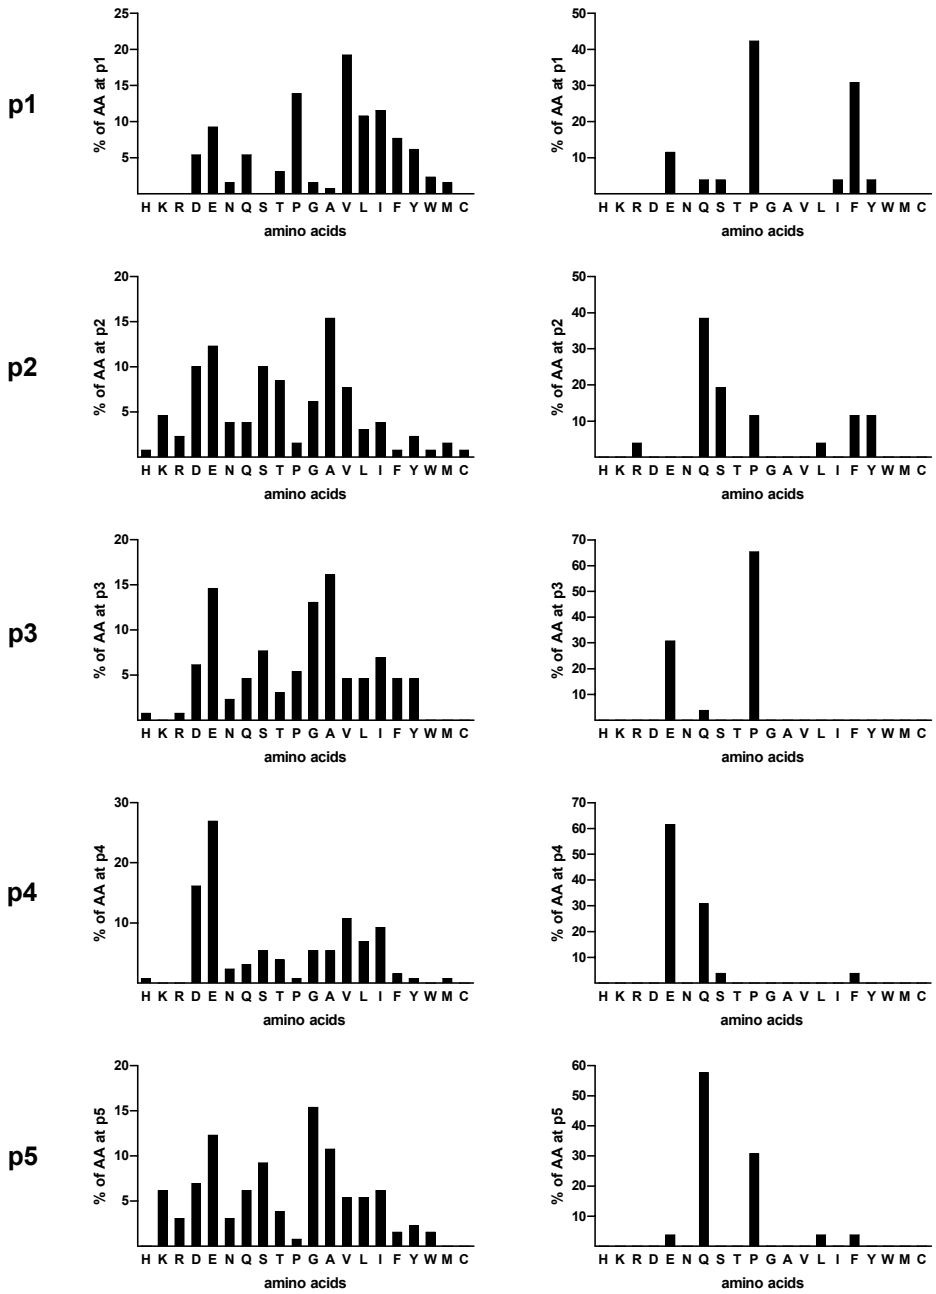 p1
% of AA at p1
25
20
15
10
5
H K R D E N Q S T P G A V L I F Y W M C
amino acids
% of AA at p1
50
40
30
20
10
H K R D E N Q S T P G A V L I F Y W M C
amino acids
p2
% of AA at p2
20
15
10
5
H K R D E N Q S T P G A V L I F Y W M C
amino acids
% of AA at p2
50
40
30
20
10
H K R D E N Q S T P G A V L I F Y W M C
amino acids
p3
% of AA at p3
20
15
10
5
H K R D E N Q S T P G A V L I F Y W M C
amino acids
% of AA at p3
70
60
50
40
30
20
10
H K R D E N Q S T P G A V L I F Y W M C
amino acids
p4
% of AA at p4
30
20
10
H K R D E N Q S T P G A V L I F Y W M C
amino acids
% of AA at p4
70
60
50
40
30
20
10
H K R D E N Q S T P G A V L I F Y W M C
amino acids
p5
% of AA at p5
20
15
10
5
H K R D E N Q S T P G A V L I F Y W M C
amino acids
% of AA at p5
60
50
40
30
20
10
H K R D E N Q S T P G A V L I F Y W M C
amino acids